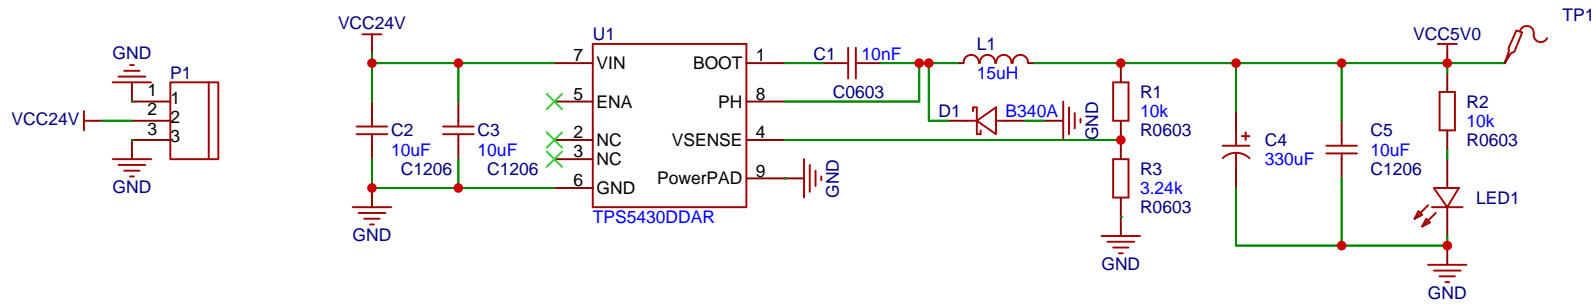 GND
P1
1 1
VCC24V
2 2
3 3
GND
VCC24V
C2
10uF
C1206
C3
10uF
C1206
GND
U1
7 VIN
5 ENA
2 NC
3 NC
6 GND
BOOT 1
PH 8
VSENSE 4
PowerPAD 9
TPS5430DDAR
GND
C1 10nF
C0603
L1
15uH
D1 B340A
GND
R1
10k
R0603
R3
3.24k
R0603
GND
C4
330uF
C5
10uF
C1206
VCC5V0
TP1
R2
10k
R0603
LED1
GND